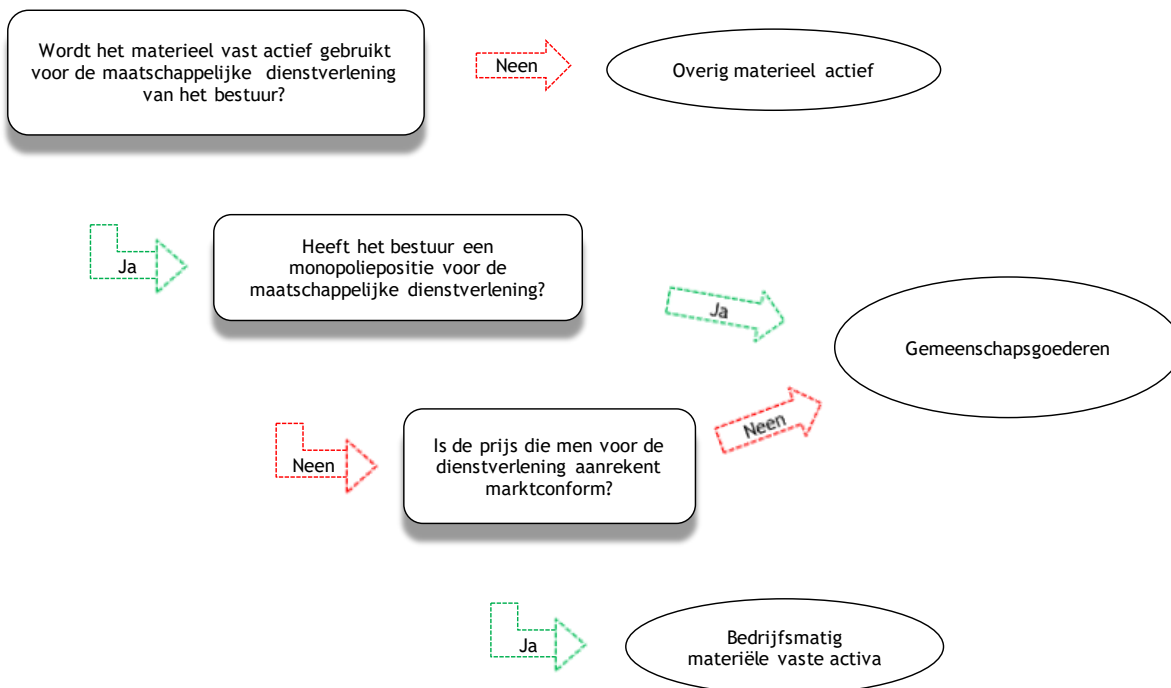 Wordt het materieel vast actief gebruikt
voor de maatschappelijke dienstverlening
van het bestuur?
Neen
Overig materieel actief
Ja
Heeft het bestuur een
monopoliepositie voor de
maatschappelijke dienstverlening?
Ja
Gemeenschapsgoederen
Neen
Is de prijs die men voor de
dienstverlening aanrekent
marktconform?
Neen
Ja
Bedrijfsmatig
materiële vaste activa